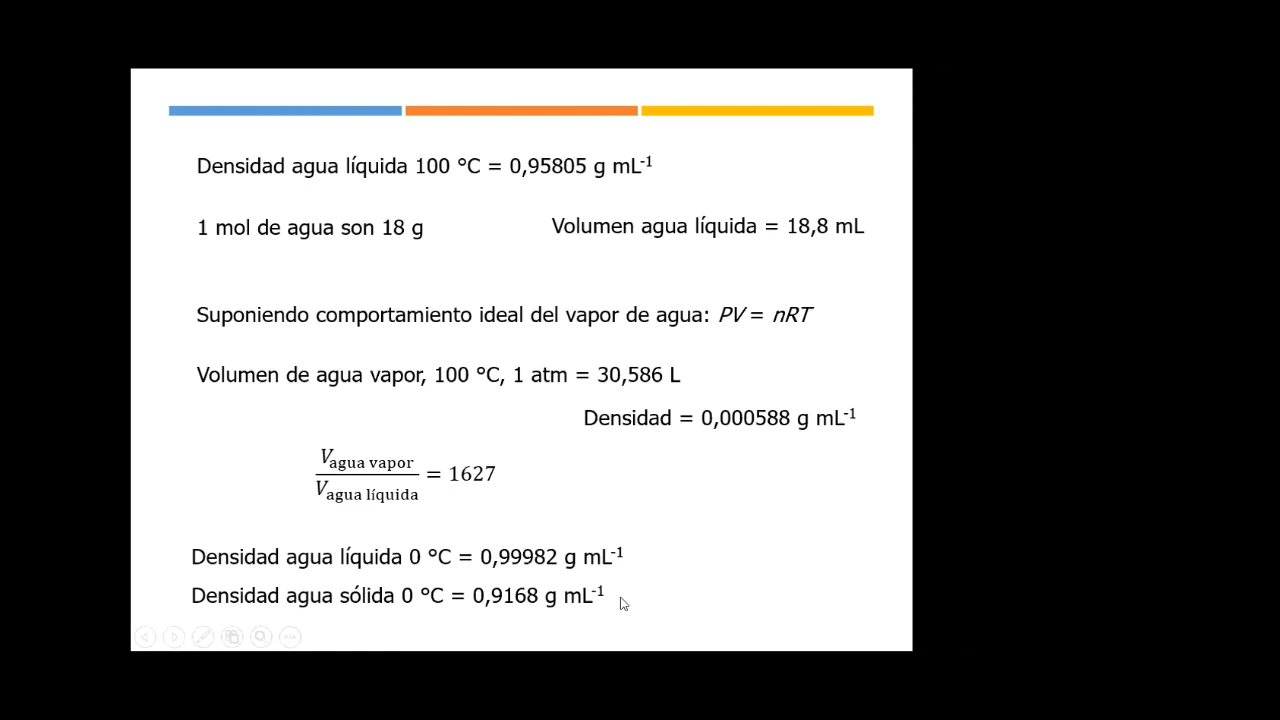 Densidad agua líquida 100 °C = 0,95805 g mL⁻¹
1 mol de agua son 18 g
Volumen agua líquida = 18,8 mL
Suponiendo comportamiento ideal del vapor de agua: PV = nRT
Volumen de agua vapor, 100 °C, 1 atm = 30,586 L
Densidad = 0,000588 g mL⁻¹
V agua vapor / V agua líquida = 1627
Densidad agua líquida 0 °C = 0,99982 g mL⁻¹
Densidad agua sólida 0 °C = 0,9168 g mL⁻¹